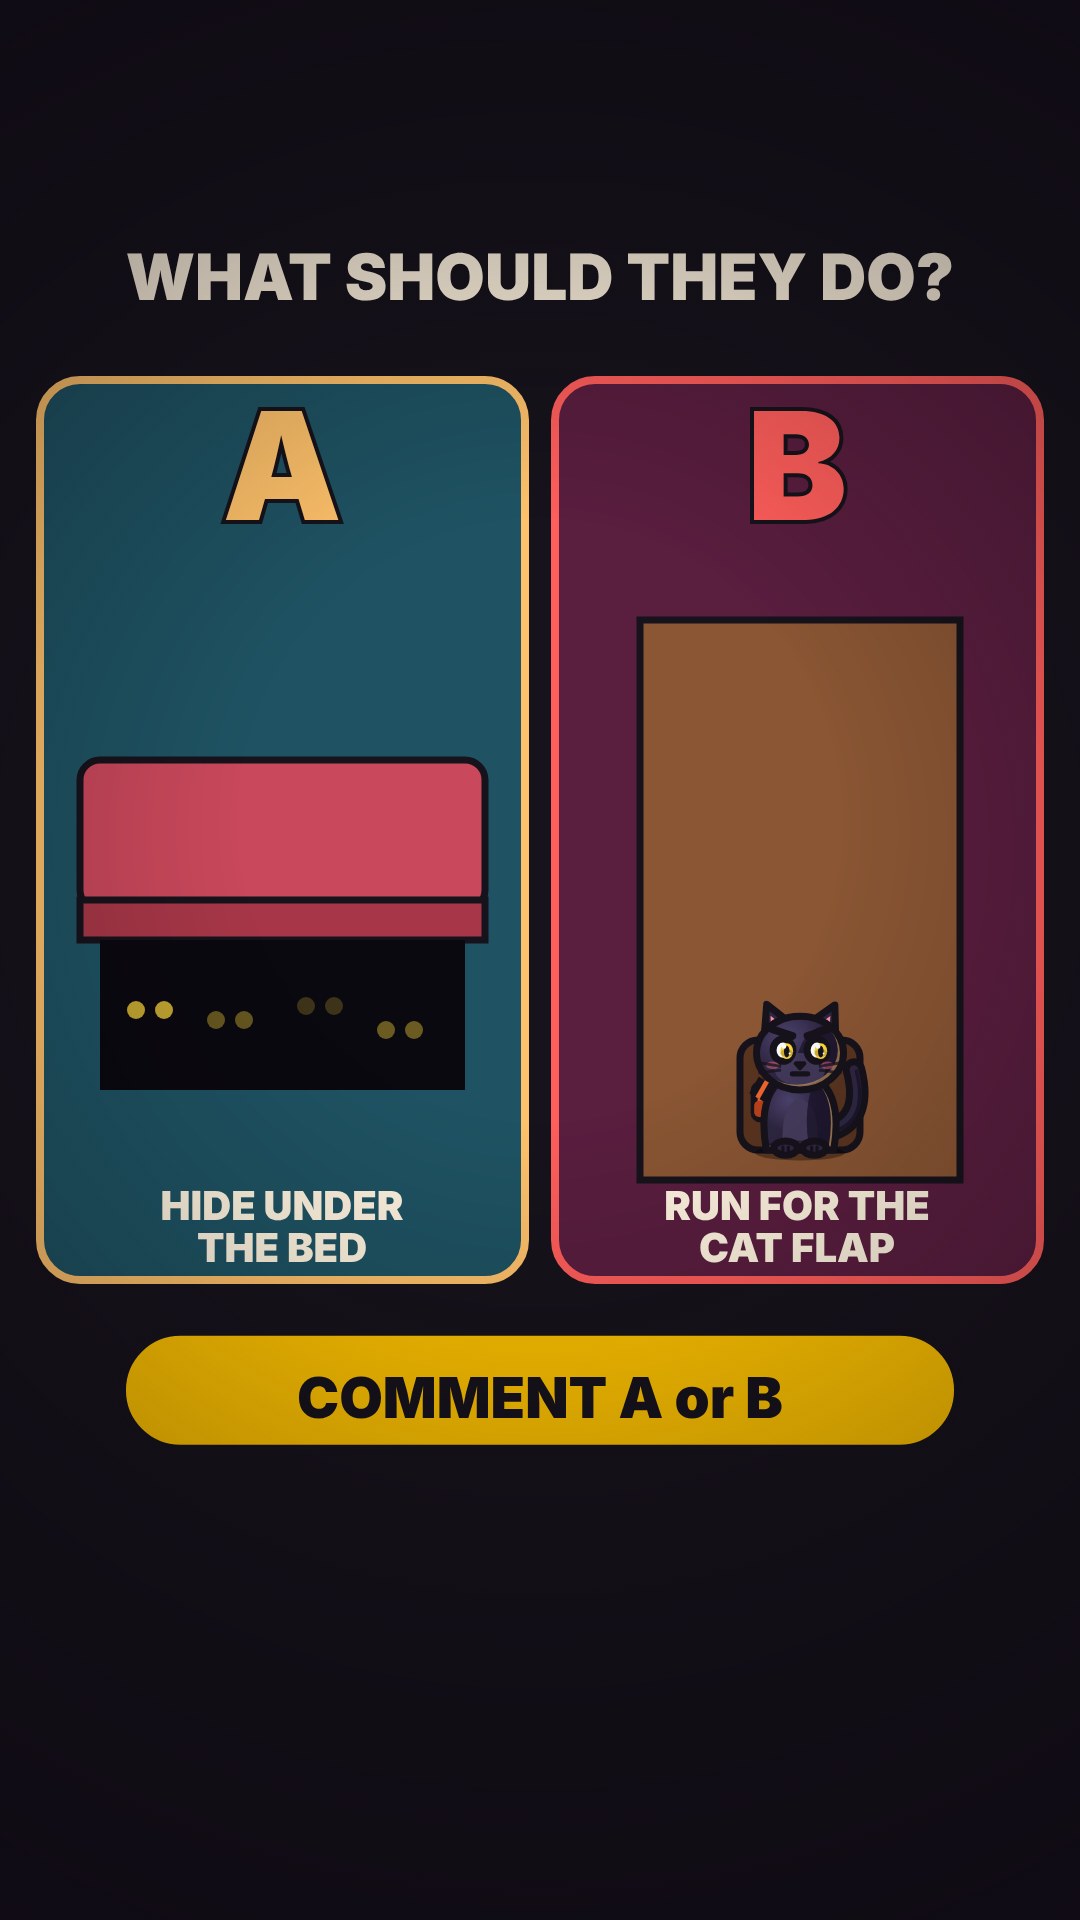 WHAT SHOULD THEY DO?
A
HIDE UNDER
THE BED
B
RUN FOR THE
CAT FLAP
COMMENT A or B